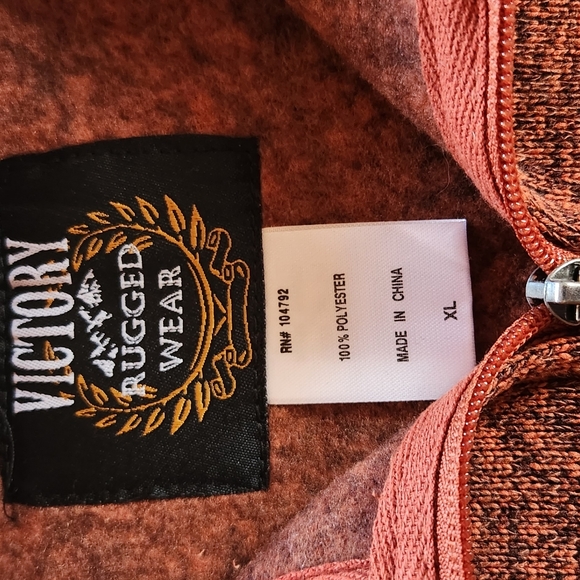 VICTORY
RUGGED
WEAR
RN# 104792
100% POLYESTER
MADE IN CHINA
XL